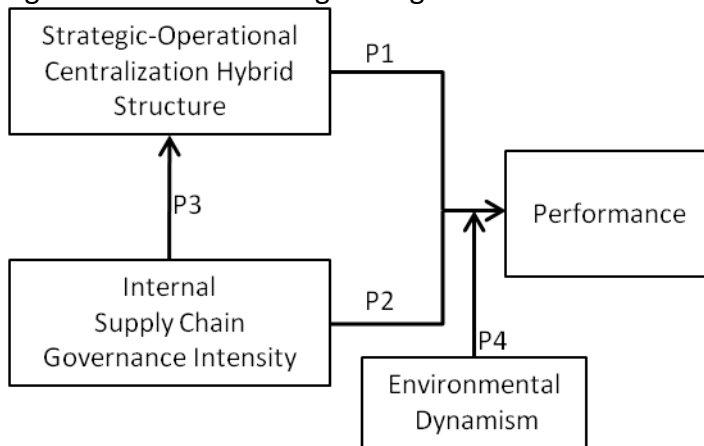 Strategic-Operational
Centralization Hybrid
Structure
P1
P3
Performance
Internal
Supply Chain
Governance Intensity
P2
P4
Environmental
Dynamism